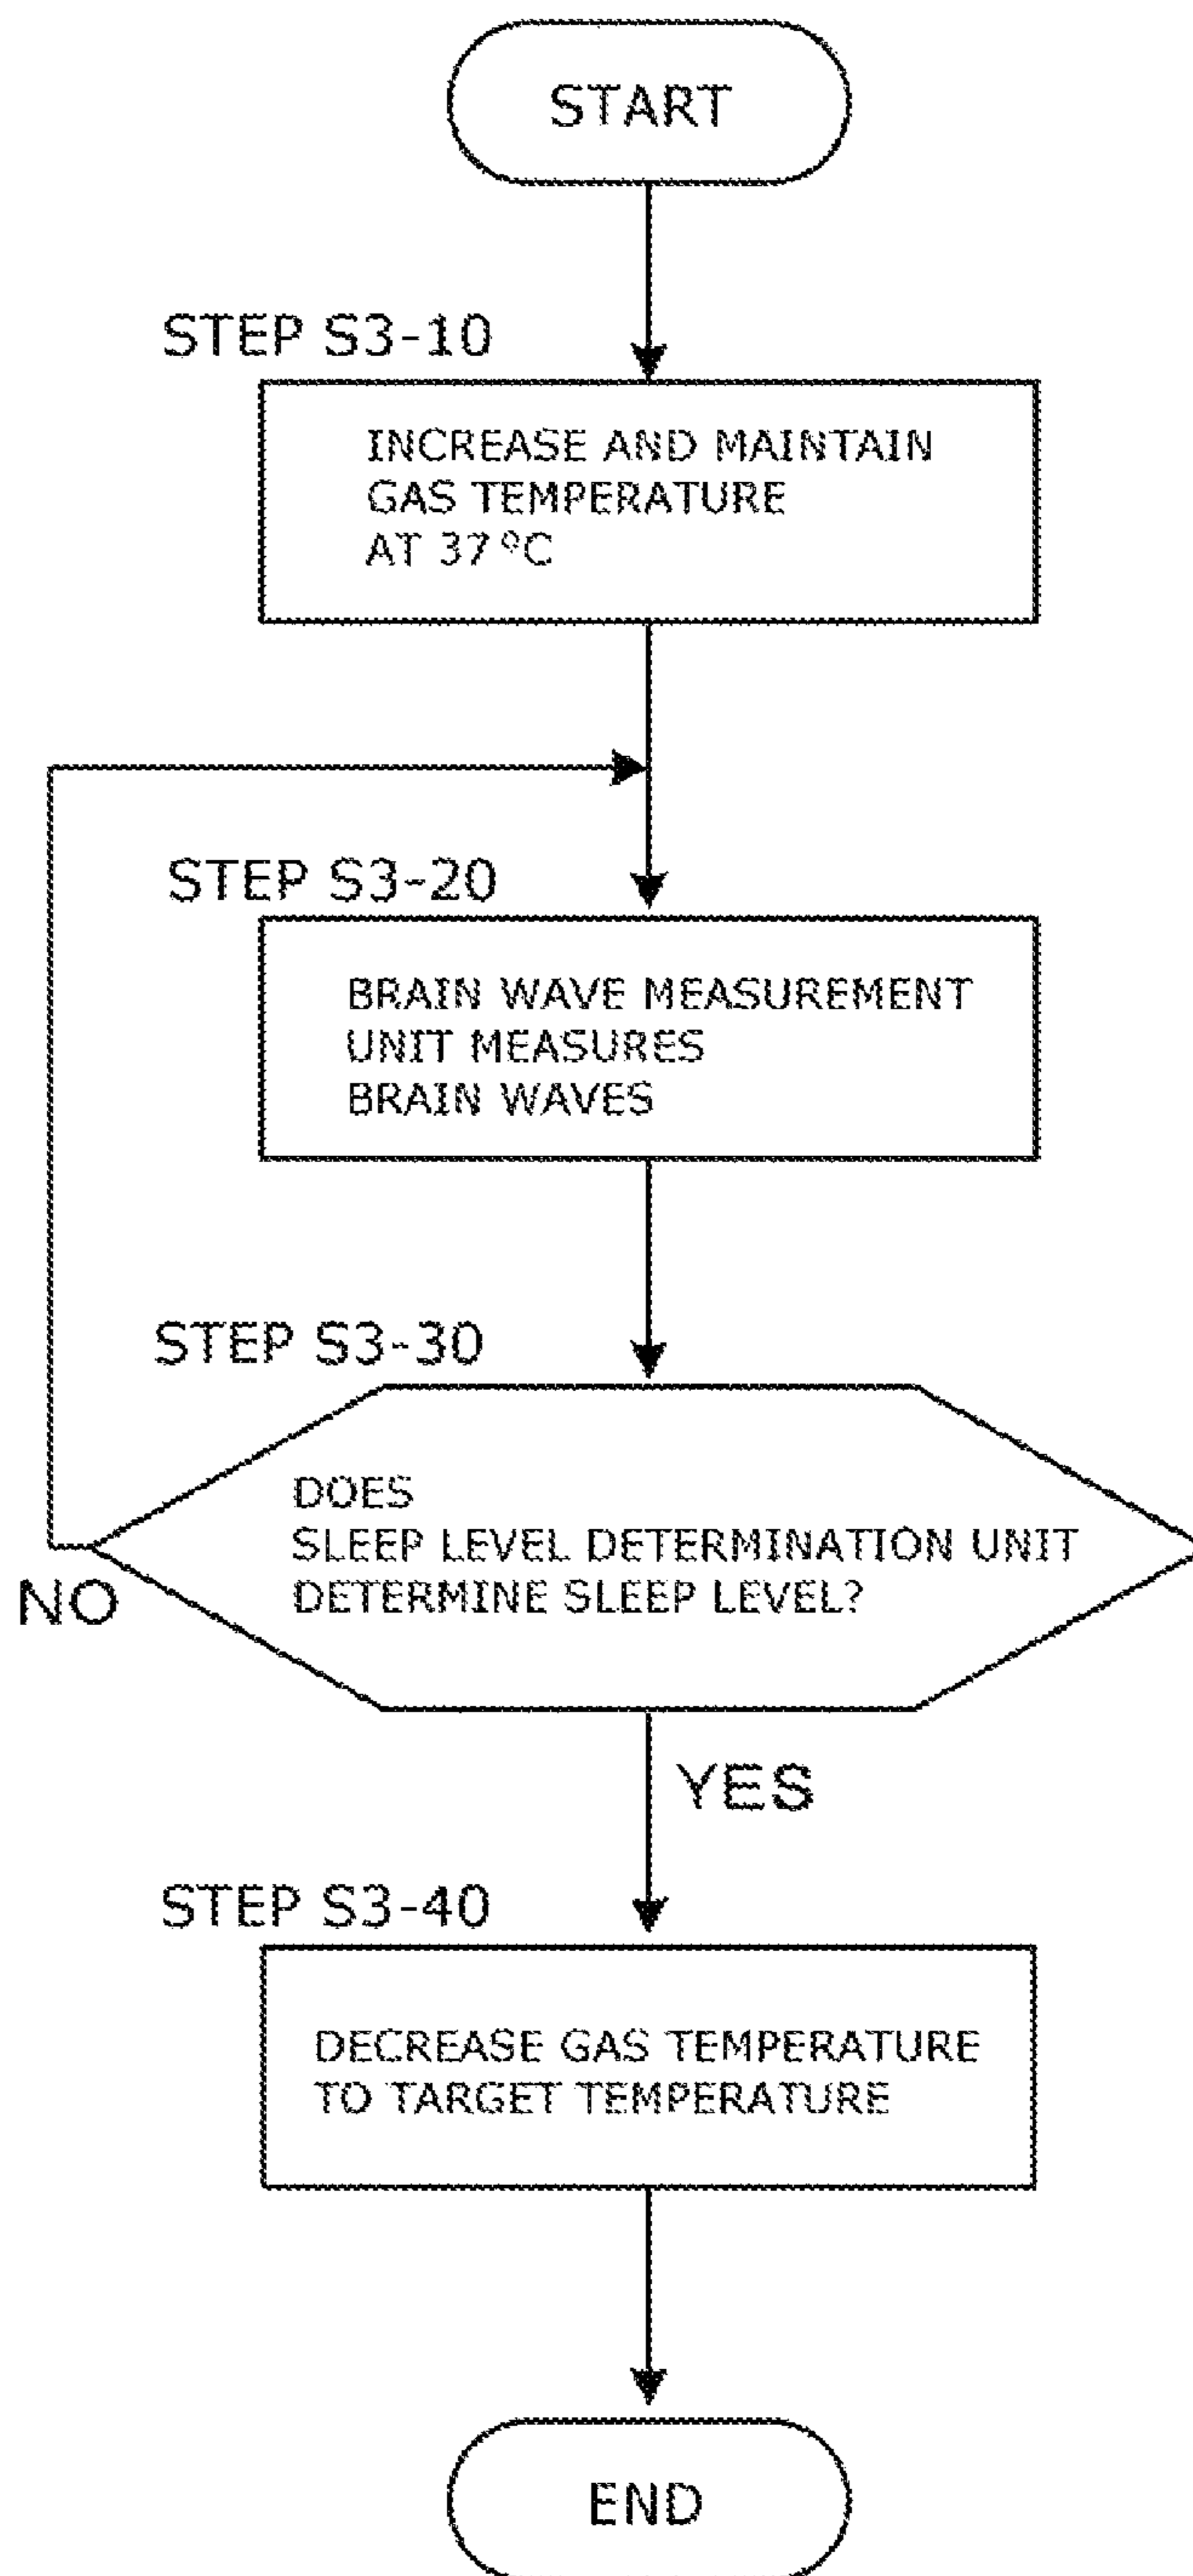 START
STEP S3-10
INCREASE AND MAINTAIN
GAS TEMPERATURE
AT 37ºC
STEP S3-20
BRAIN WAVE MEASUREMENT
UNIT MEASURES
BRAIN WAVES
STEP S3-30
DOES
SLEEP LEVEL DETERMINATION UNIT
DETERMINE SLEEP LEVEL?
NO
YES
STEP S3-40
DECREASE GAS TEMPERATURE
TO TARGET TEMPERATURE
END